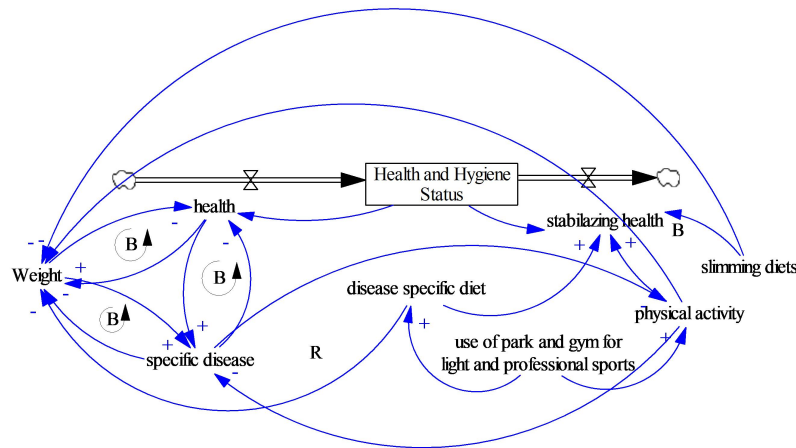 Health and Hygiene
Status
health
stabilazing health
B
B
B
slimming diets
Weight
disease specific diet
physical activity
B
use of park and gym for
light and professional sports
specific disease
R
- -
-
-
+
+
-
+
-
-
+
+
+
-
-
+